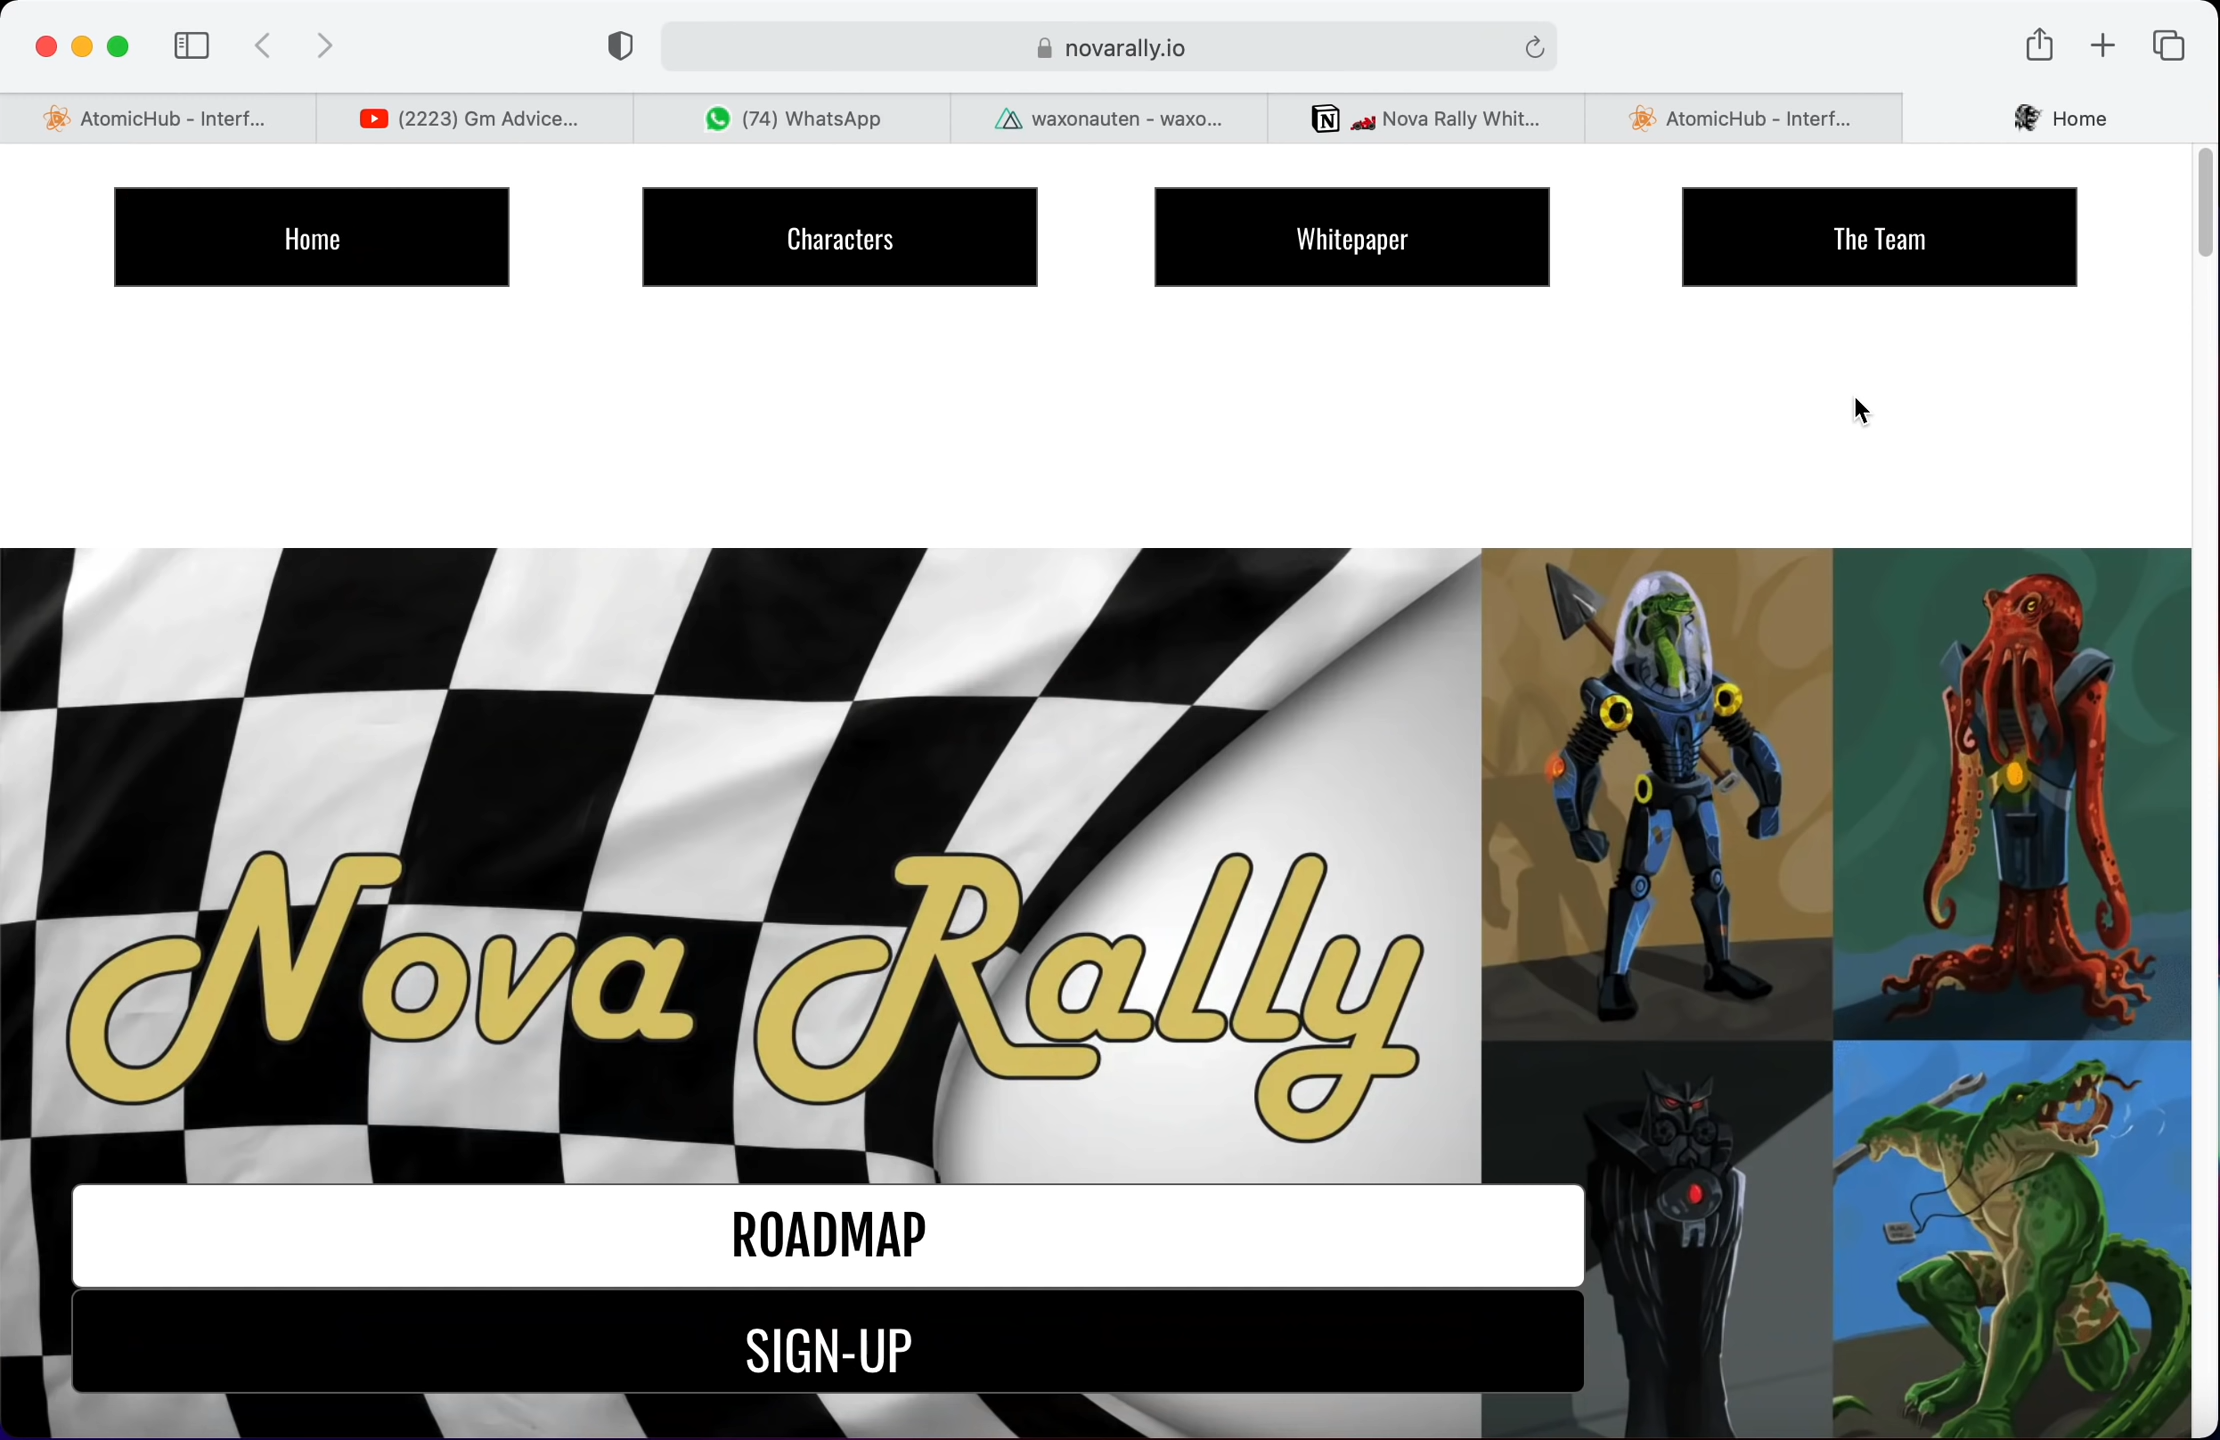 novarally.io
AtomicHub - Interf...
(2223) Gm Advice...
(74) WhatsApp
waxonauten - waxo...
Nova Rally Whit...
AtomicHub - Interf...
Home
Home
Characters
Whitepaper
The Team
Nova Rally
ROADMAP
SIGN-UP